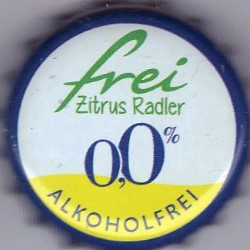 frei
Zitrus Radler
0,0%
ALKOHOLFREI